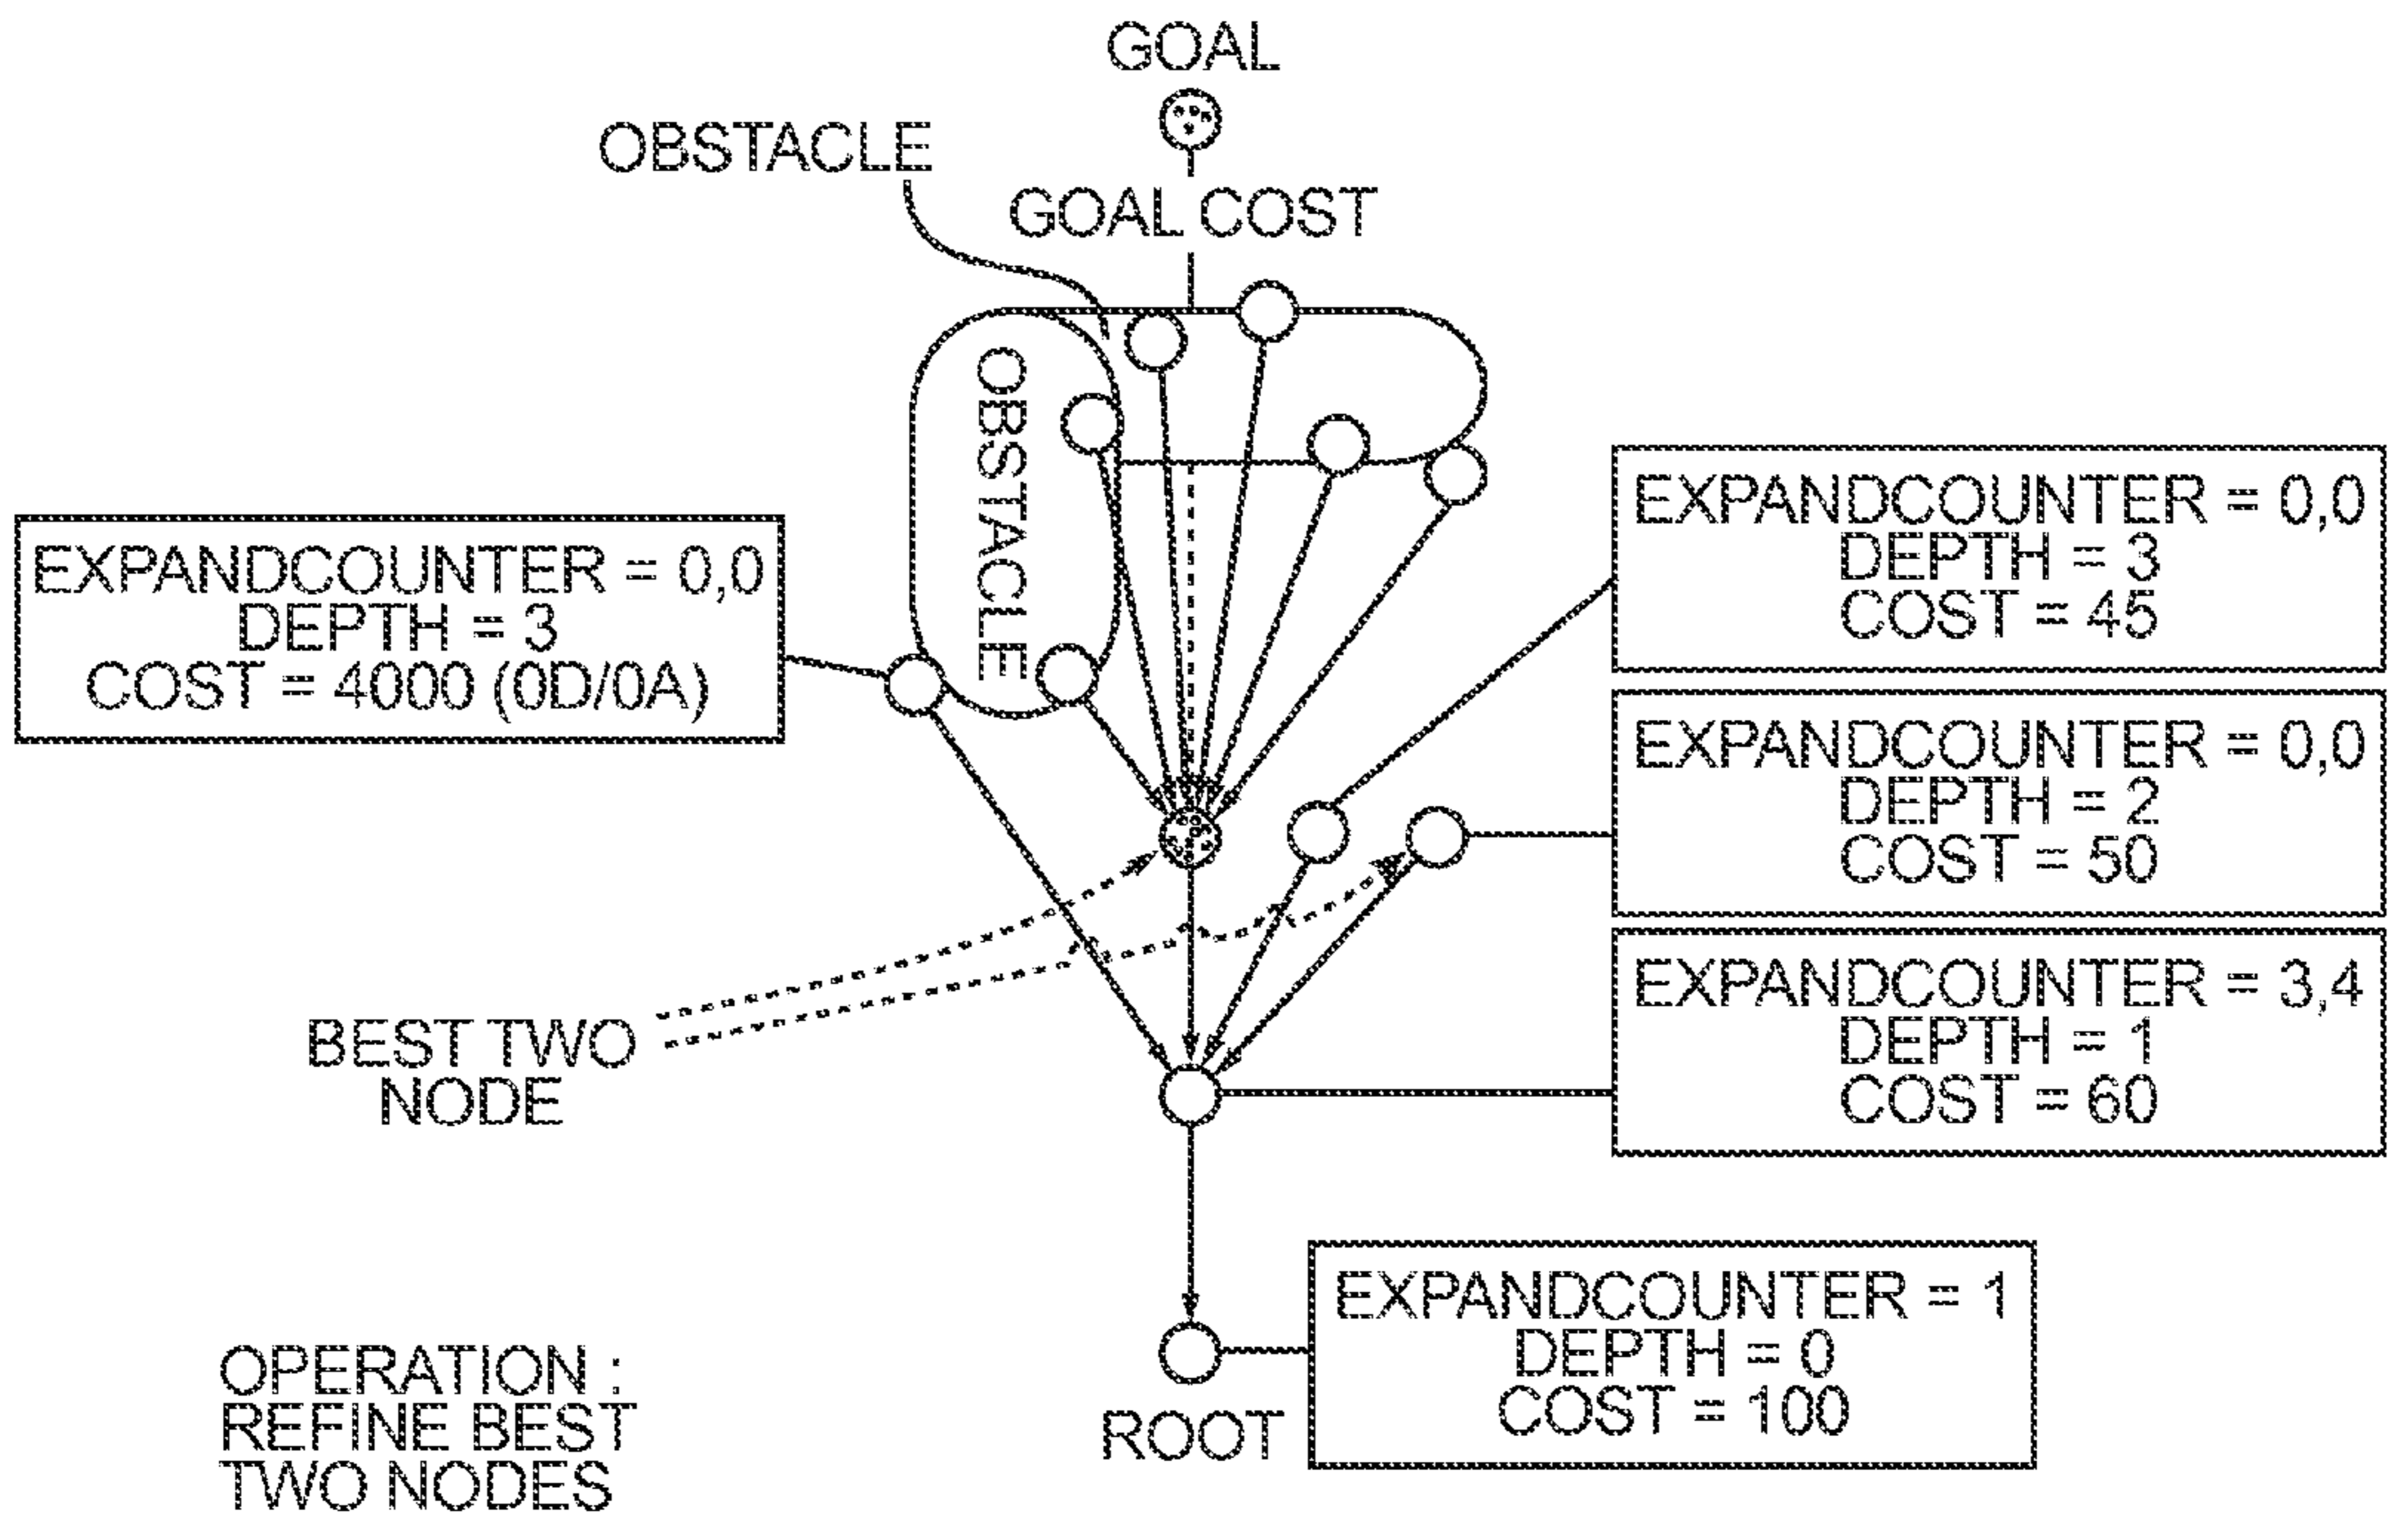 GOAL
OBSTACLE
GOAL COST
OBSTACLE
EXPANDCOUNTER = 0,0
DEPTH = 3
COST = 4000 (0D/0A)
EXPANDCOUNTER = 0,0
DEPTH = 3
COST = 45
EXPANDCOUNTER = 0,0
DEPTH = 2
COST = 50
EXPANDCOUNTER = 3,4
DEPTH = 1
COST = 60
BEST TWO
NODE
EXPANDCOUNTER = 1
DEPTH = 0
COST = 100
ROOT
OPERATION :
REFINE BEST
TWO NODES